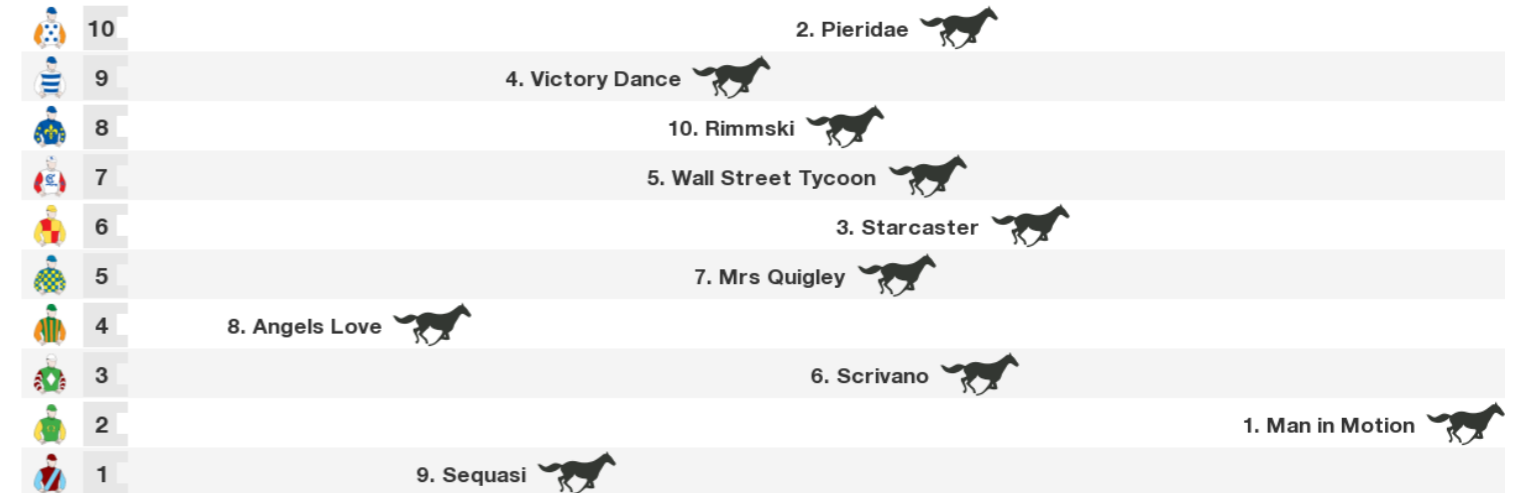 10 2. Pieridae
9 4. Victory Dance
8 10. Rimmski
7 5. Wall Street Tycoon
6 3. Starcaster
5 7. Mrs Quigley
4 8. Angels Love
3 6. Scrivano
2 1. Man in Motion
1 9. Sequasi